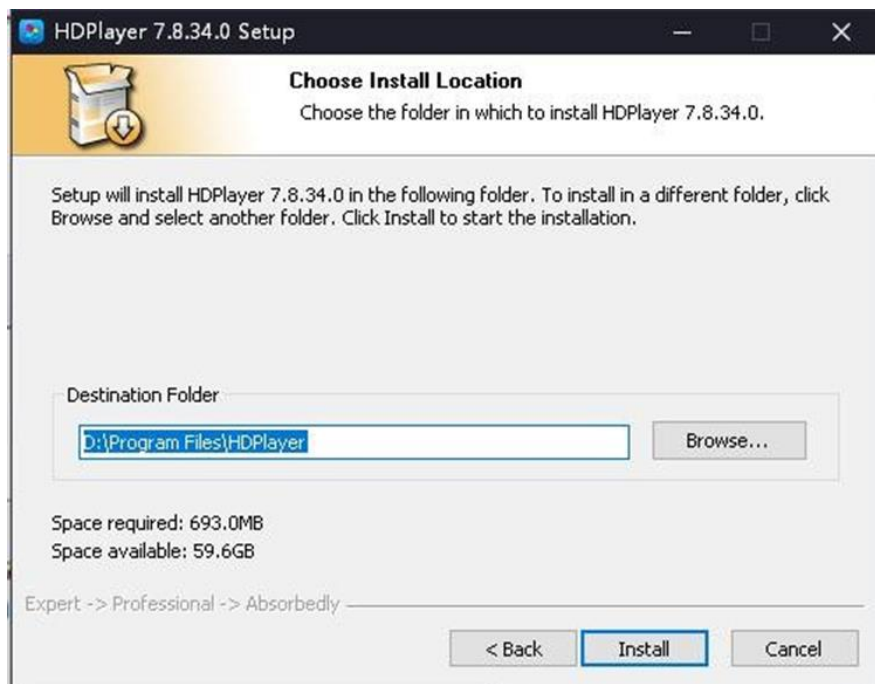 HDPlayer 7.8.34.0 Setup
Choose Install Location
Choose the folder in which to install HDPlayer 7.8.34.0.
Setup will install HDPlayer 7.8.34.0 in the following folder. To install in a different folder, click
Browse and select another folder. Click Install to start the installation.
Destination Folder
D:\Program Files\HDPlayer
Browse...
Space required: 693.0MB
Space available: 59.6GB
Expert -> Professional -> Absorbedly
< Back
Install
Cancel